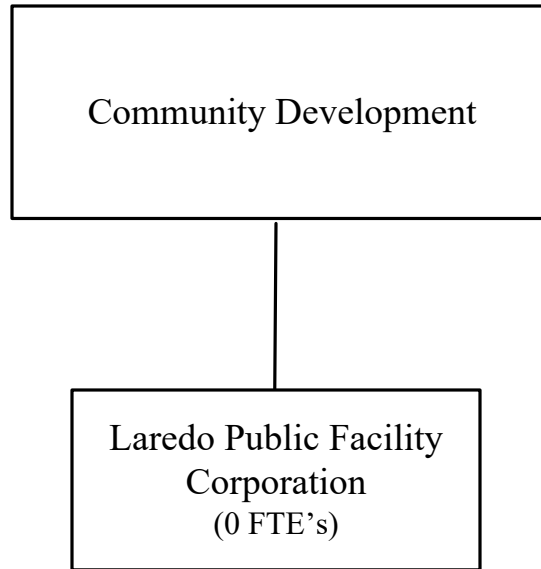 Community Development
Laredo Public Facility
Corporation
(0 FTE’s)